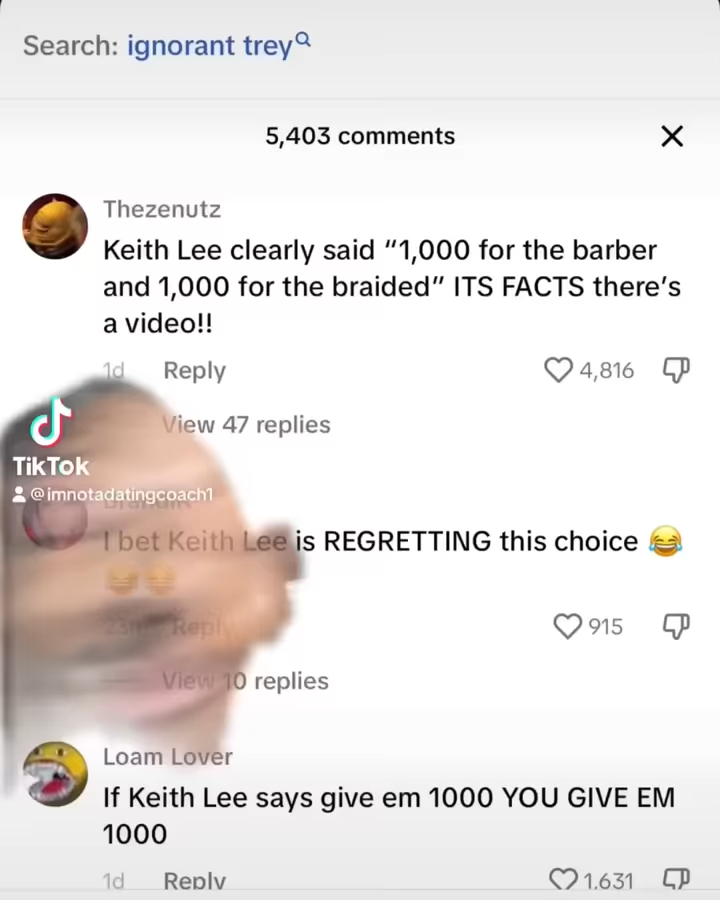 Search: ignorant trey
5,403 comments
Thezenutz
Keith Lee clearly said “1,000 for the barber
and 1,000 for the braided” ITS FACTS there’s
a video!!
1d Reply 4,816
View 47 replies
TikTok
@imnotadatingcoach1
I bet Keith Lee is REGRETTING this choice 😂
😂😂
Reply 915
View 10 replies
Loam Lover
If Keith Lee says give em 1000 YOU GIVE EM
1000
1d Reply 1,631